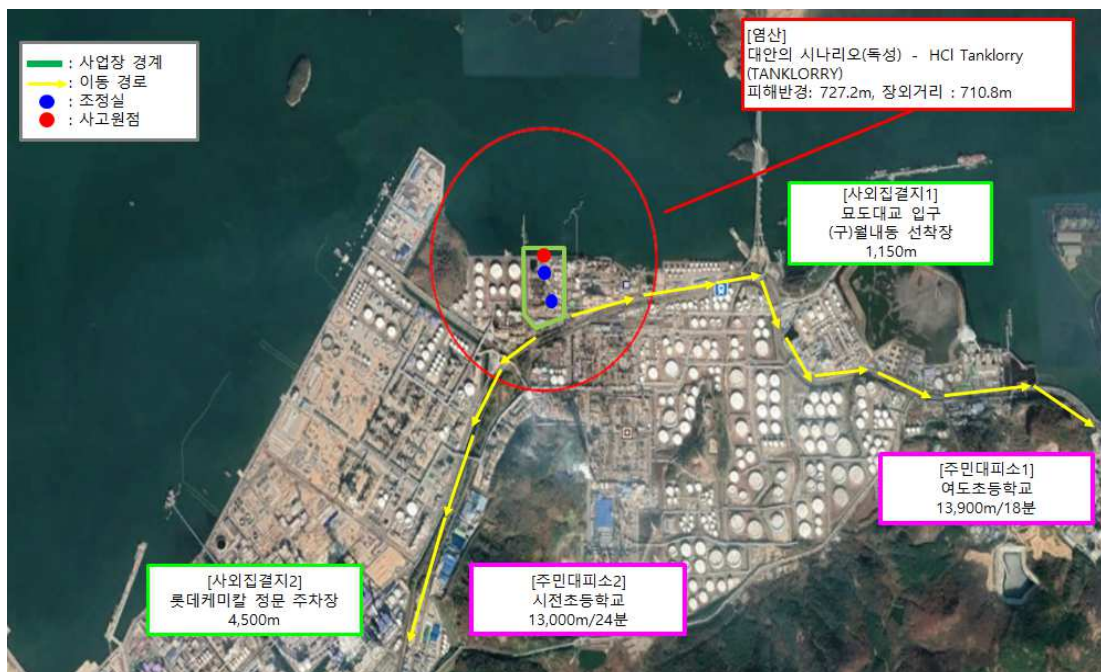 : 사업장 경계
: 이동 경로
: 조정실
: 사고원점
[염산]
대안의 시나리오(독성) - HCl Tanklorry
(TANKLORRY)
피해반경: 727.2m, 장외거리 : 710.8m
[사외집결지1]
묘도대교 입구
(구)월내동 선착장
1,150m
[주민대피소1]
여도초등학교
13,900m/18분
[사외집결지2]
롯데케미칼 정문 주차장
4,500m
[주민대피소2]
시전초등학교
13,000m/24분